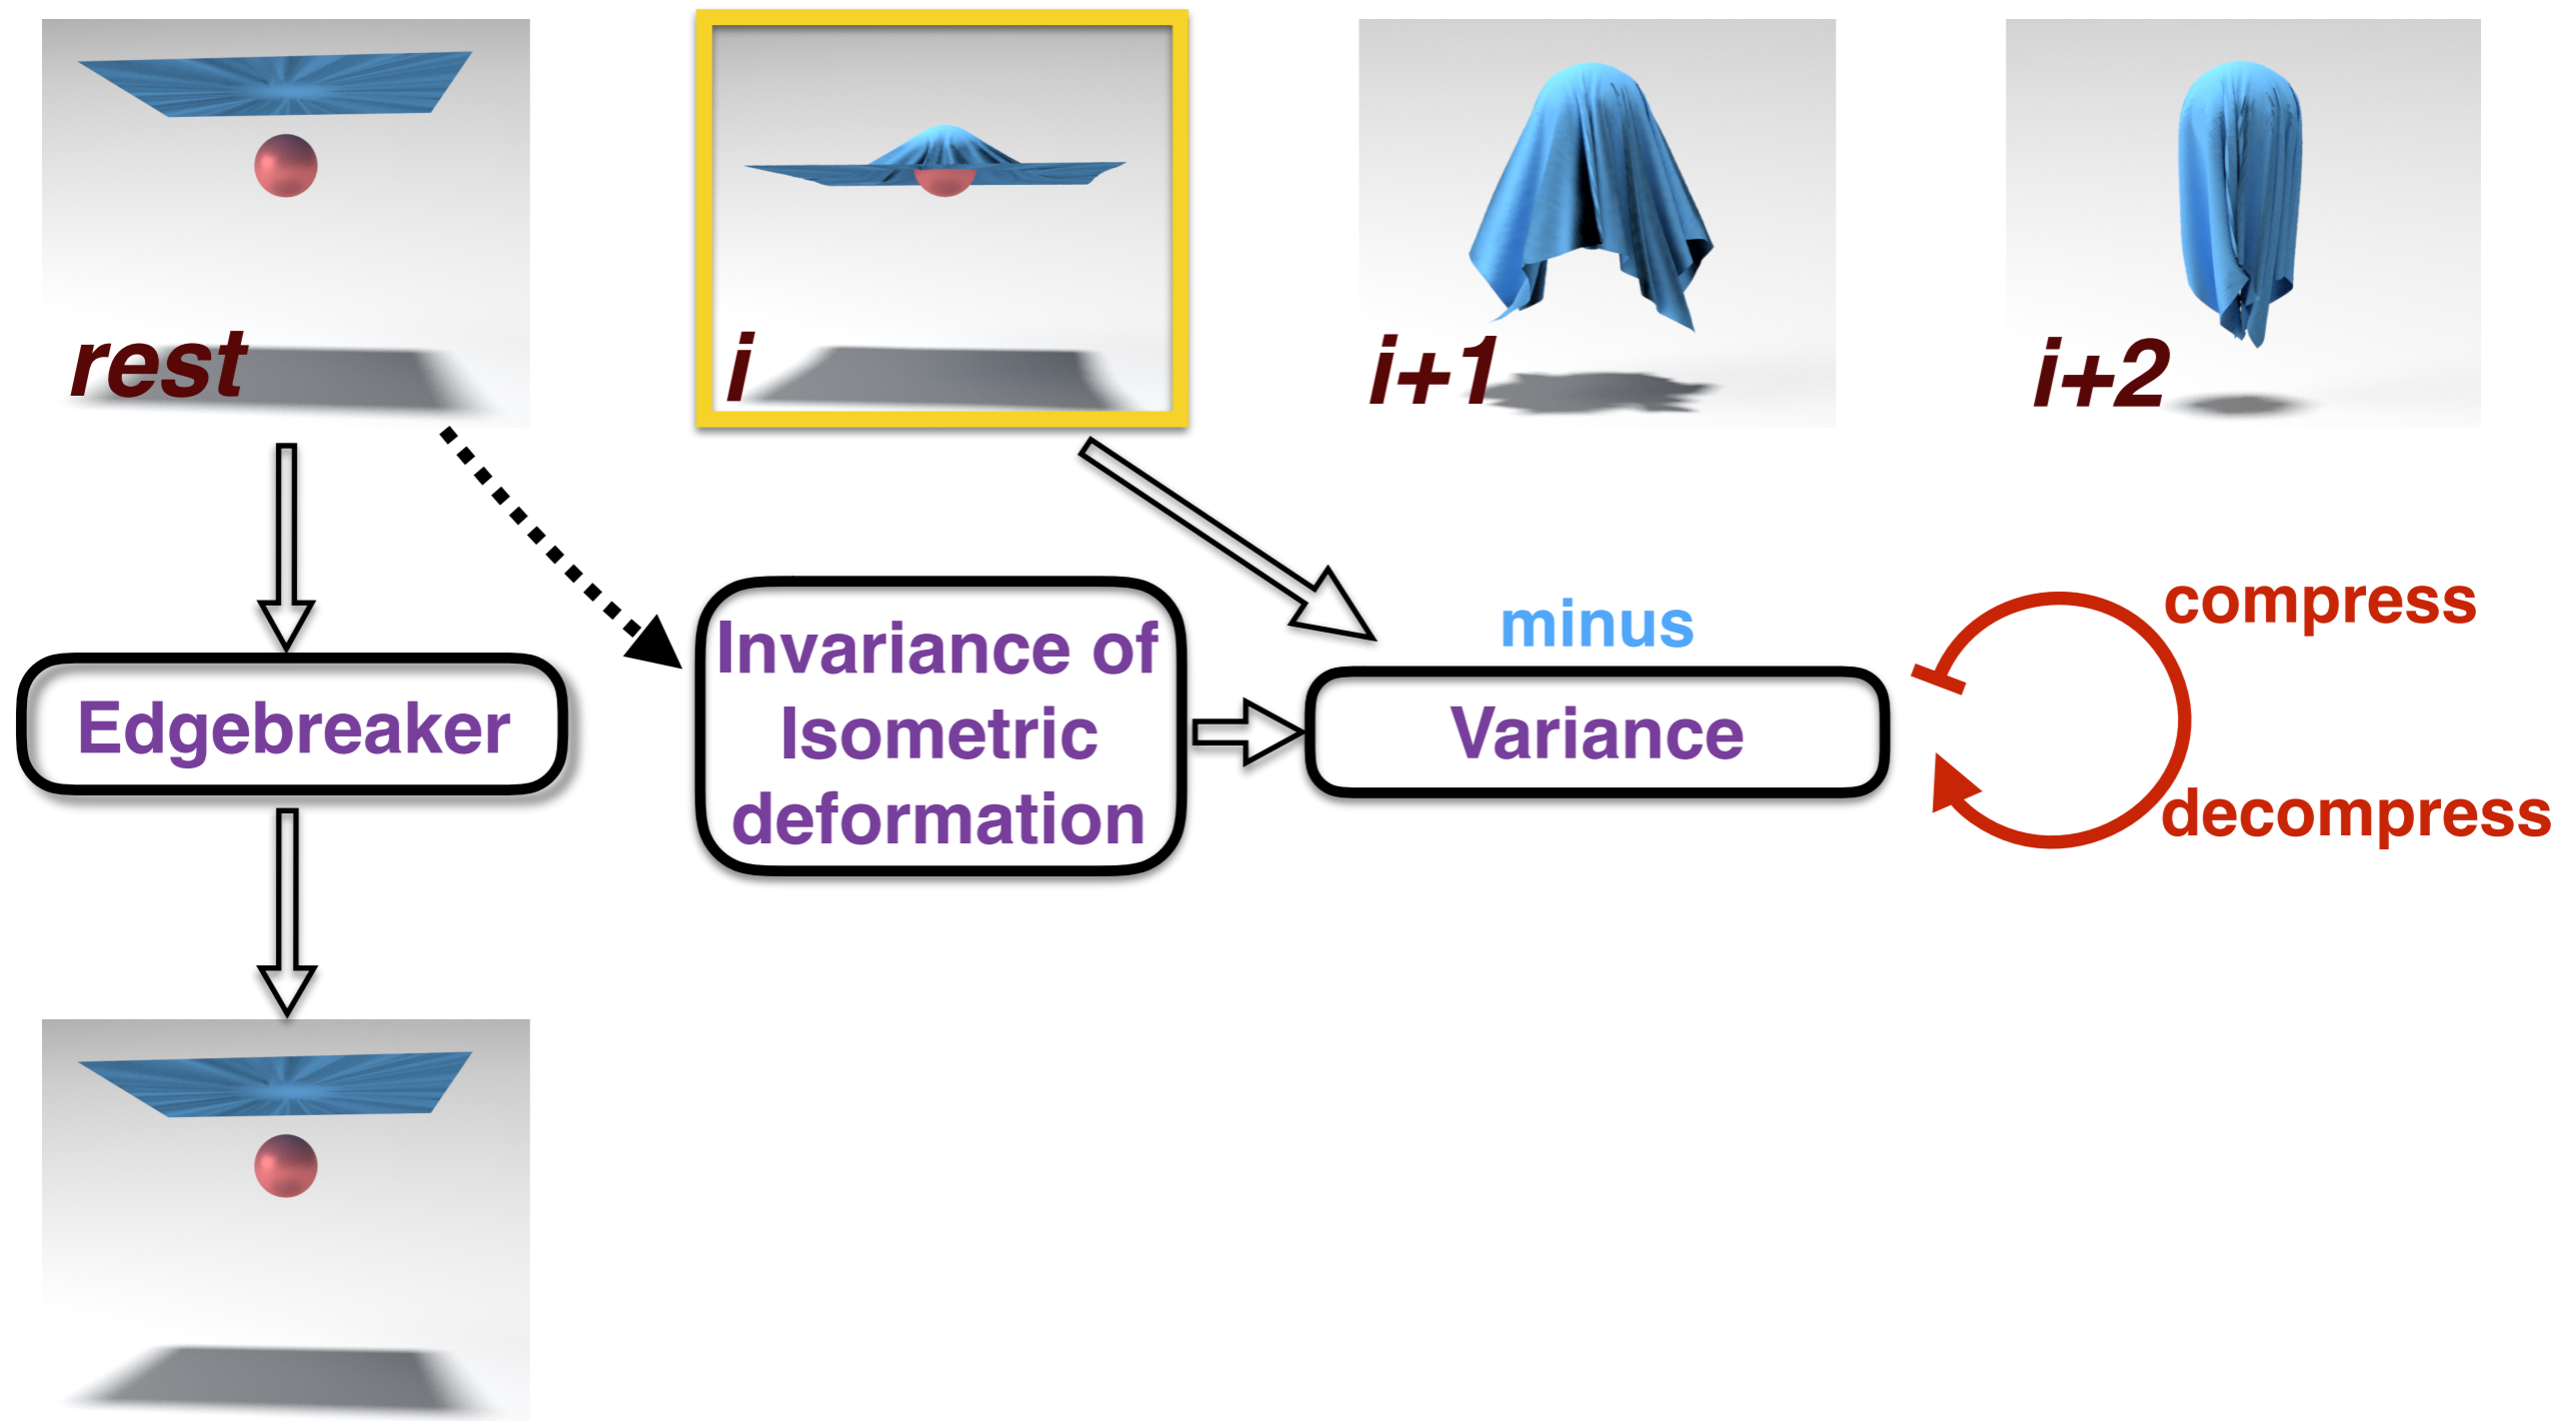 rest
i
i+1
i+2
Edgebreaker
Invariance of
Isometric
deformation
minus
Variance
compress
decompress